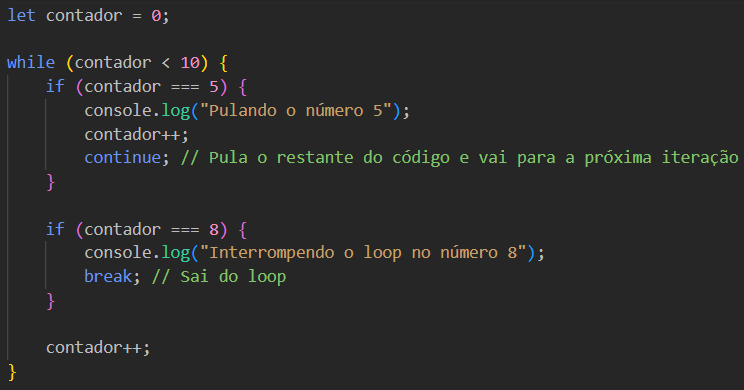 let contador = 0;
while (contador < 10) {
    if (contador === 5) {
        console.log("Pulando o número 5");
        contador++;
        continue; // Pula o restante do código e vai para a próxima iteração
    }
    if (contador === 8) {
        console.log("Interrompendo o loop no número 8");
        break; // Sai do loop
    }
    contador++;
}